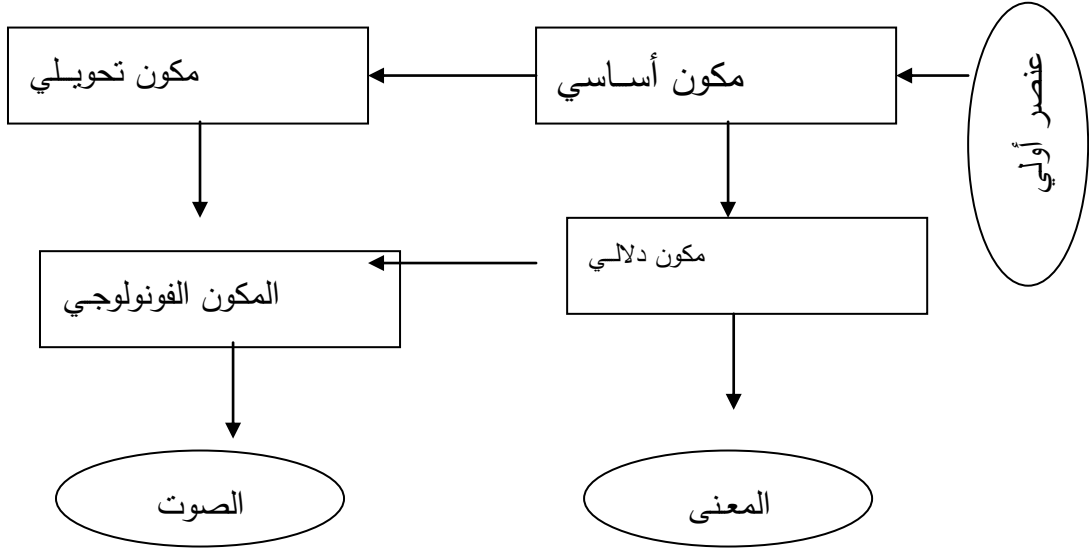 عنصر أولي
مكون أساسي
مكون تحويلي
مكون دلالي
المكون الفونولوجي
المعنى
الصوت